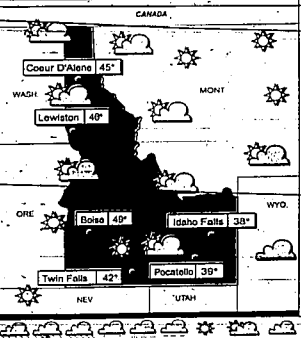 CANADA
Coeur D'Alene 45°
WASH.
MONT
Lewiston 48°
ORE
WYO.
Boise 49°
Idaho Falls 38°
Twin Falls 42°
Pocatello 39°
NEV
UTAH